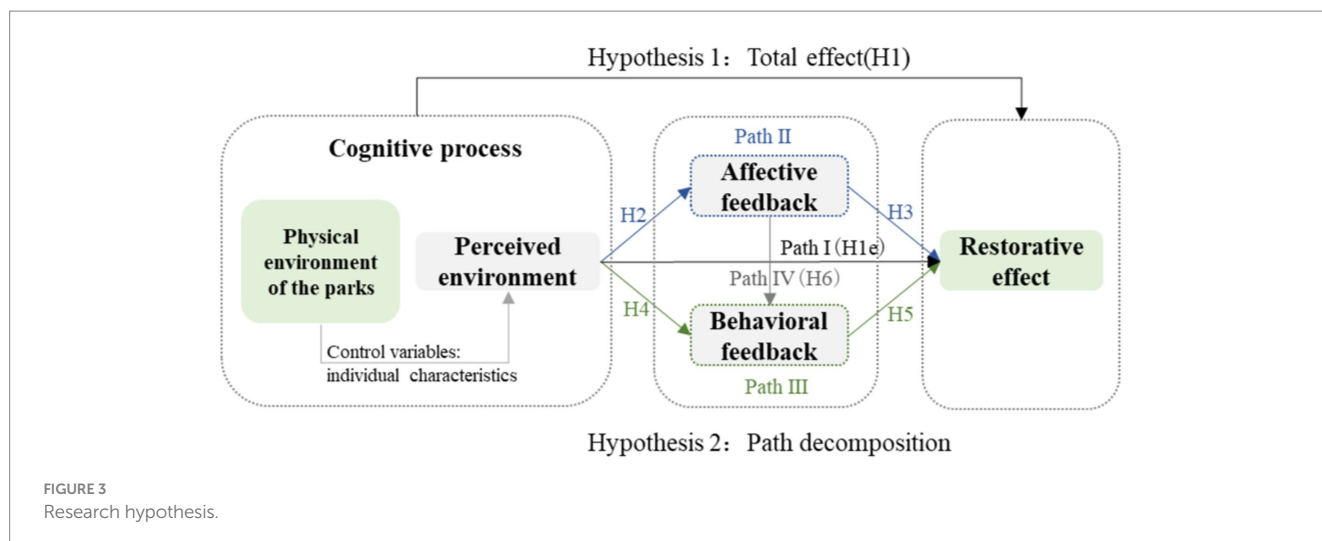 Hypothesis 1: Total effect(H1)
Cognitive process
Physical
environment
of the parks
Perceived
environment
Control variables:
individual characteristics
Path II
Affective
feedback
H2
H3
Path I (H1e)
Path IV (H6)
H4
H5
Behavioral
feedback
Path III
Restorative
effect
Hypothesis 2: Path decomposition
FIGURE 3
Research hypothesis.